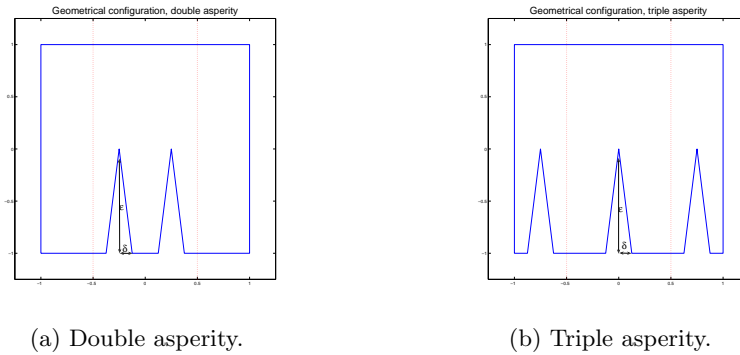 Geometrical configuration, double asperity
Geometrical configuration, triple asperity
1
0.5
0
−0.5
−1
ε
δ
−1 −0.5 0 0.5 1
1
0.5
0
−0.5
−1
ε
δ
−1 −0.5 0 0.5 1
(a) Double asperity.
(b) Triple asperity.